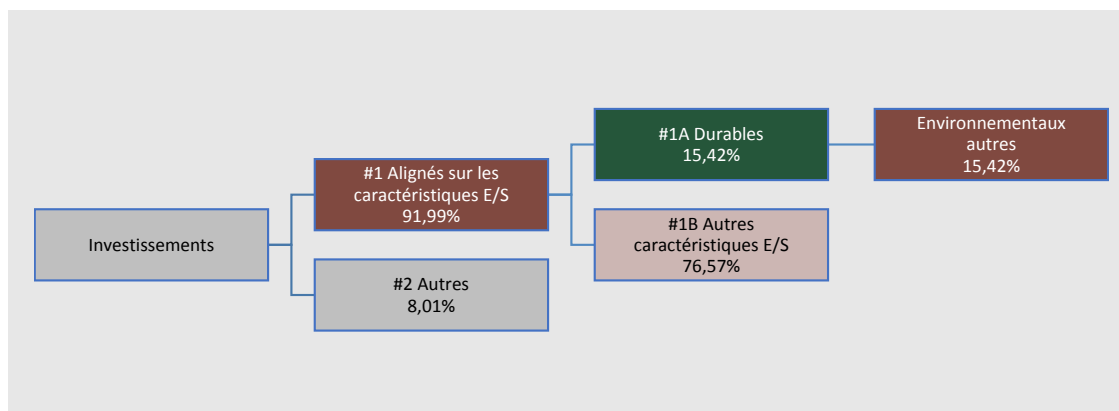 Investissements
#1 Alignés sur les
caractéristiques E/S
91,99%
#2 Autres
8,01%
#1A Durables
15,42%
#1B Autres
caractéristiques E/S
76,57%
Environnementaux
autres
15,42%